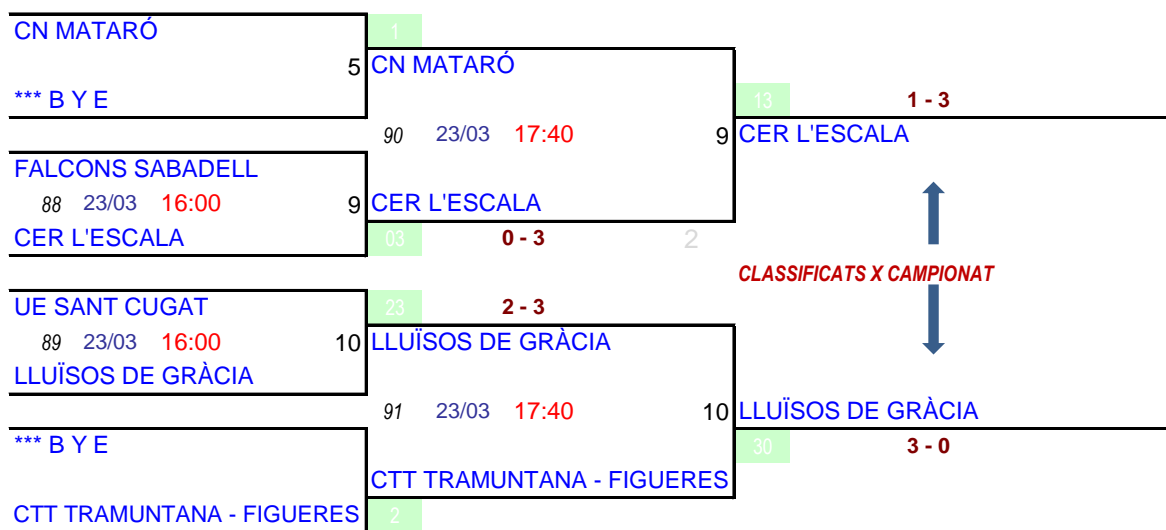 CN MATARÓ
1
5
CN MATARÓ
*** B Y E
13
1 - 3
90 23/03 17:40
9
CER L'ESCALA
FALCONS SABADELL
88 23/03 16:00
9
CER L'ESCALA
CER L'ESCALA
03
0 - 3
2
CLASSIFICATS X CAMPIONAT
UE SANT CUGAT
23
2 - 3
89 23/03 16:00
10
LLUÏSOS DE GRÀCIA
LLUÏSOS DE GRÀCIA
91 23/03 17:40
10
LLUÏSOS DE GRÀCIA
*** B Y E
30
3 - 0
CTT TRAMUNTANA - FIGUERES
CTT TRAMUNTANA - FIGUERES
2